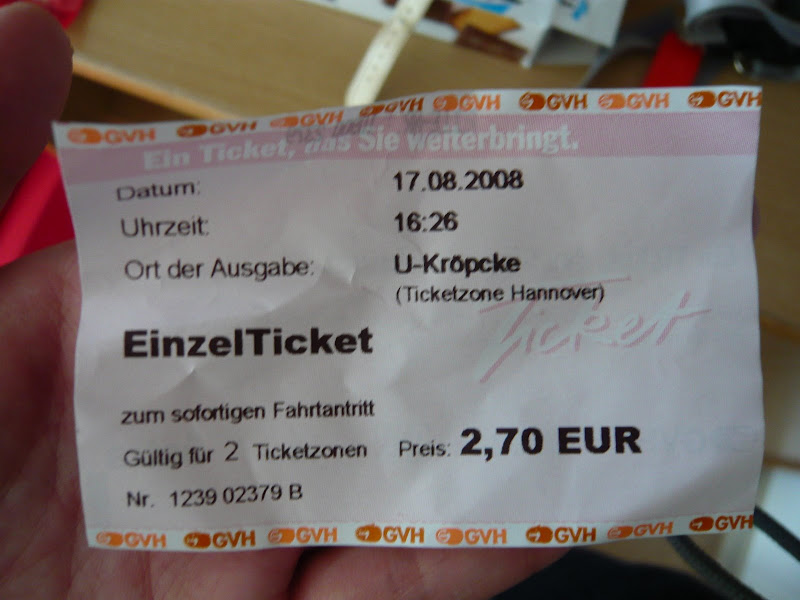 GVH GVH GVH GVH GVH GVH GVH GVH
Ein Ticket, das Sie weiterbringt.
Datum: 17.08.2008
Uhrzeit: 16:26
Ort der Ausgabe: U-Kröpcke
(Ticketzone Hannover)
Ticket
EinzelTicket
zum sofortigen Fahrtantritt
Gültig für 2 Ticketzonen Preis: 2,70 EUR
Nr. 1239 02379 B
GVH GVH GVH GVH GVH GVH GVH GVH